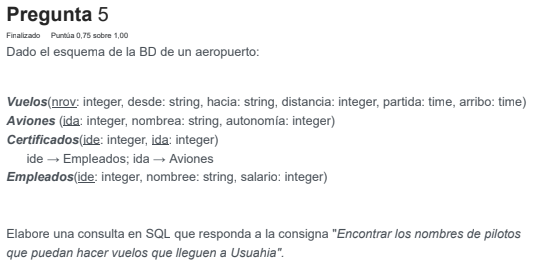 Pregunta 5
Finalizado Puntúa 0,75 sobre 1,00
Dado el esquema de la BD de un aeropuerto:
Vuelos(nrov: integer, desde: string, hacia: string, distancia: integer, partida: time, arribo: time)
Aviones (ida: integer, nombrea: string, autonomía: integer)
Certificados(ide: integer, ida: integer)
ide → Empleados; ida → Aviones
Empleados(ide: integer, nombree: string, salario: integer)
Elabore una consulta en SQL que responda a la consigna "Encontrar los nombres de pilotos
que puedan hacer vuelos que lleguen a Usuahia".